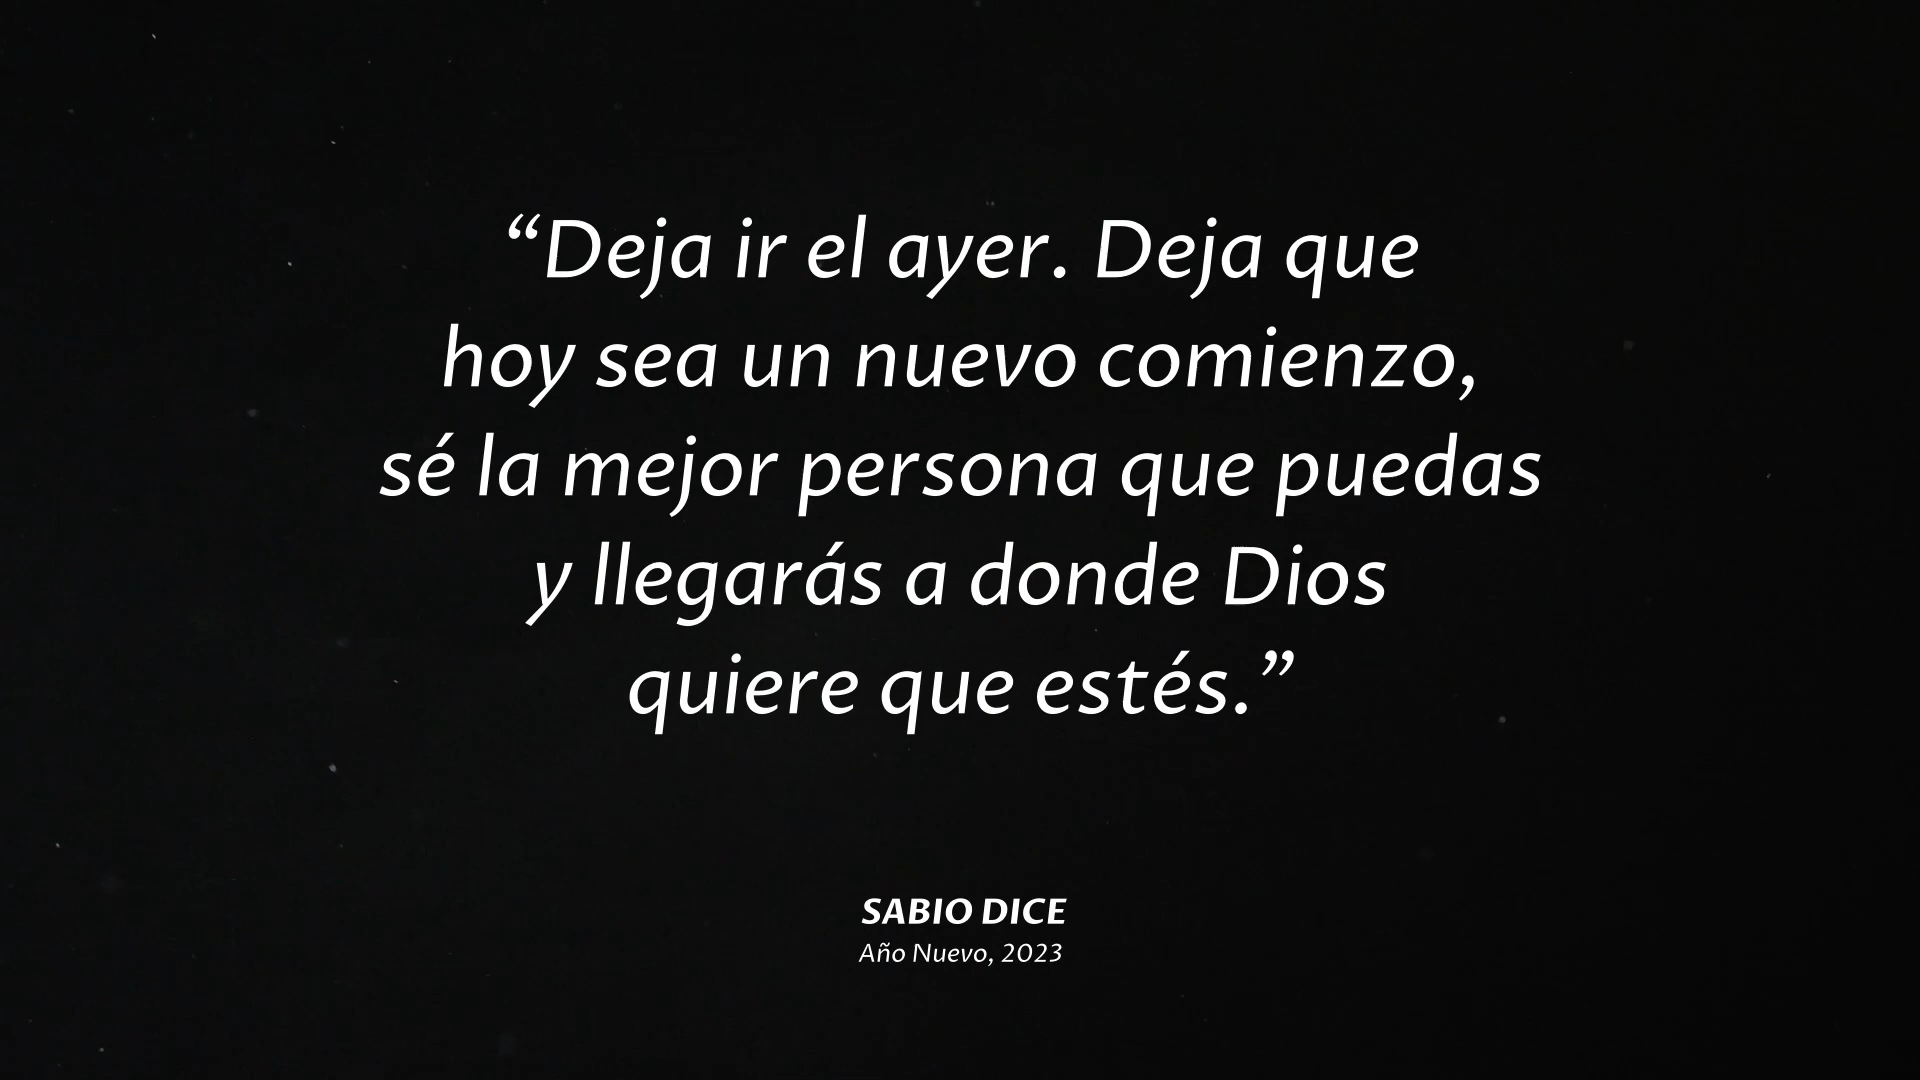 “Deja ir el ayer. Deja que
hoy sea un nuevo comienzo,
sé la mejor persona que puedas
y llegarás a donde Dios
quiere que estés.”
SABIO DICE
Año Nuevo, 2023